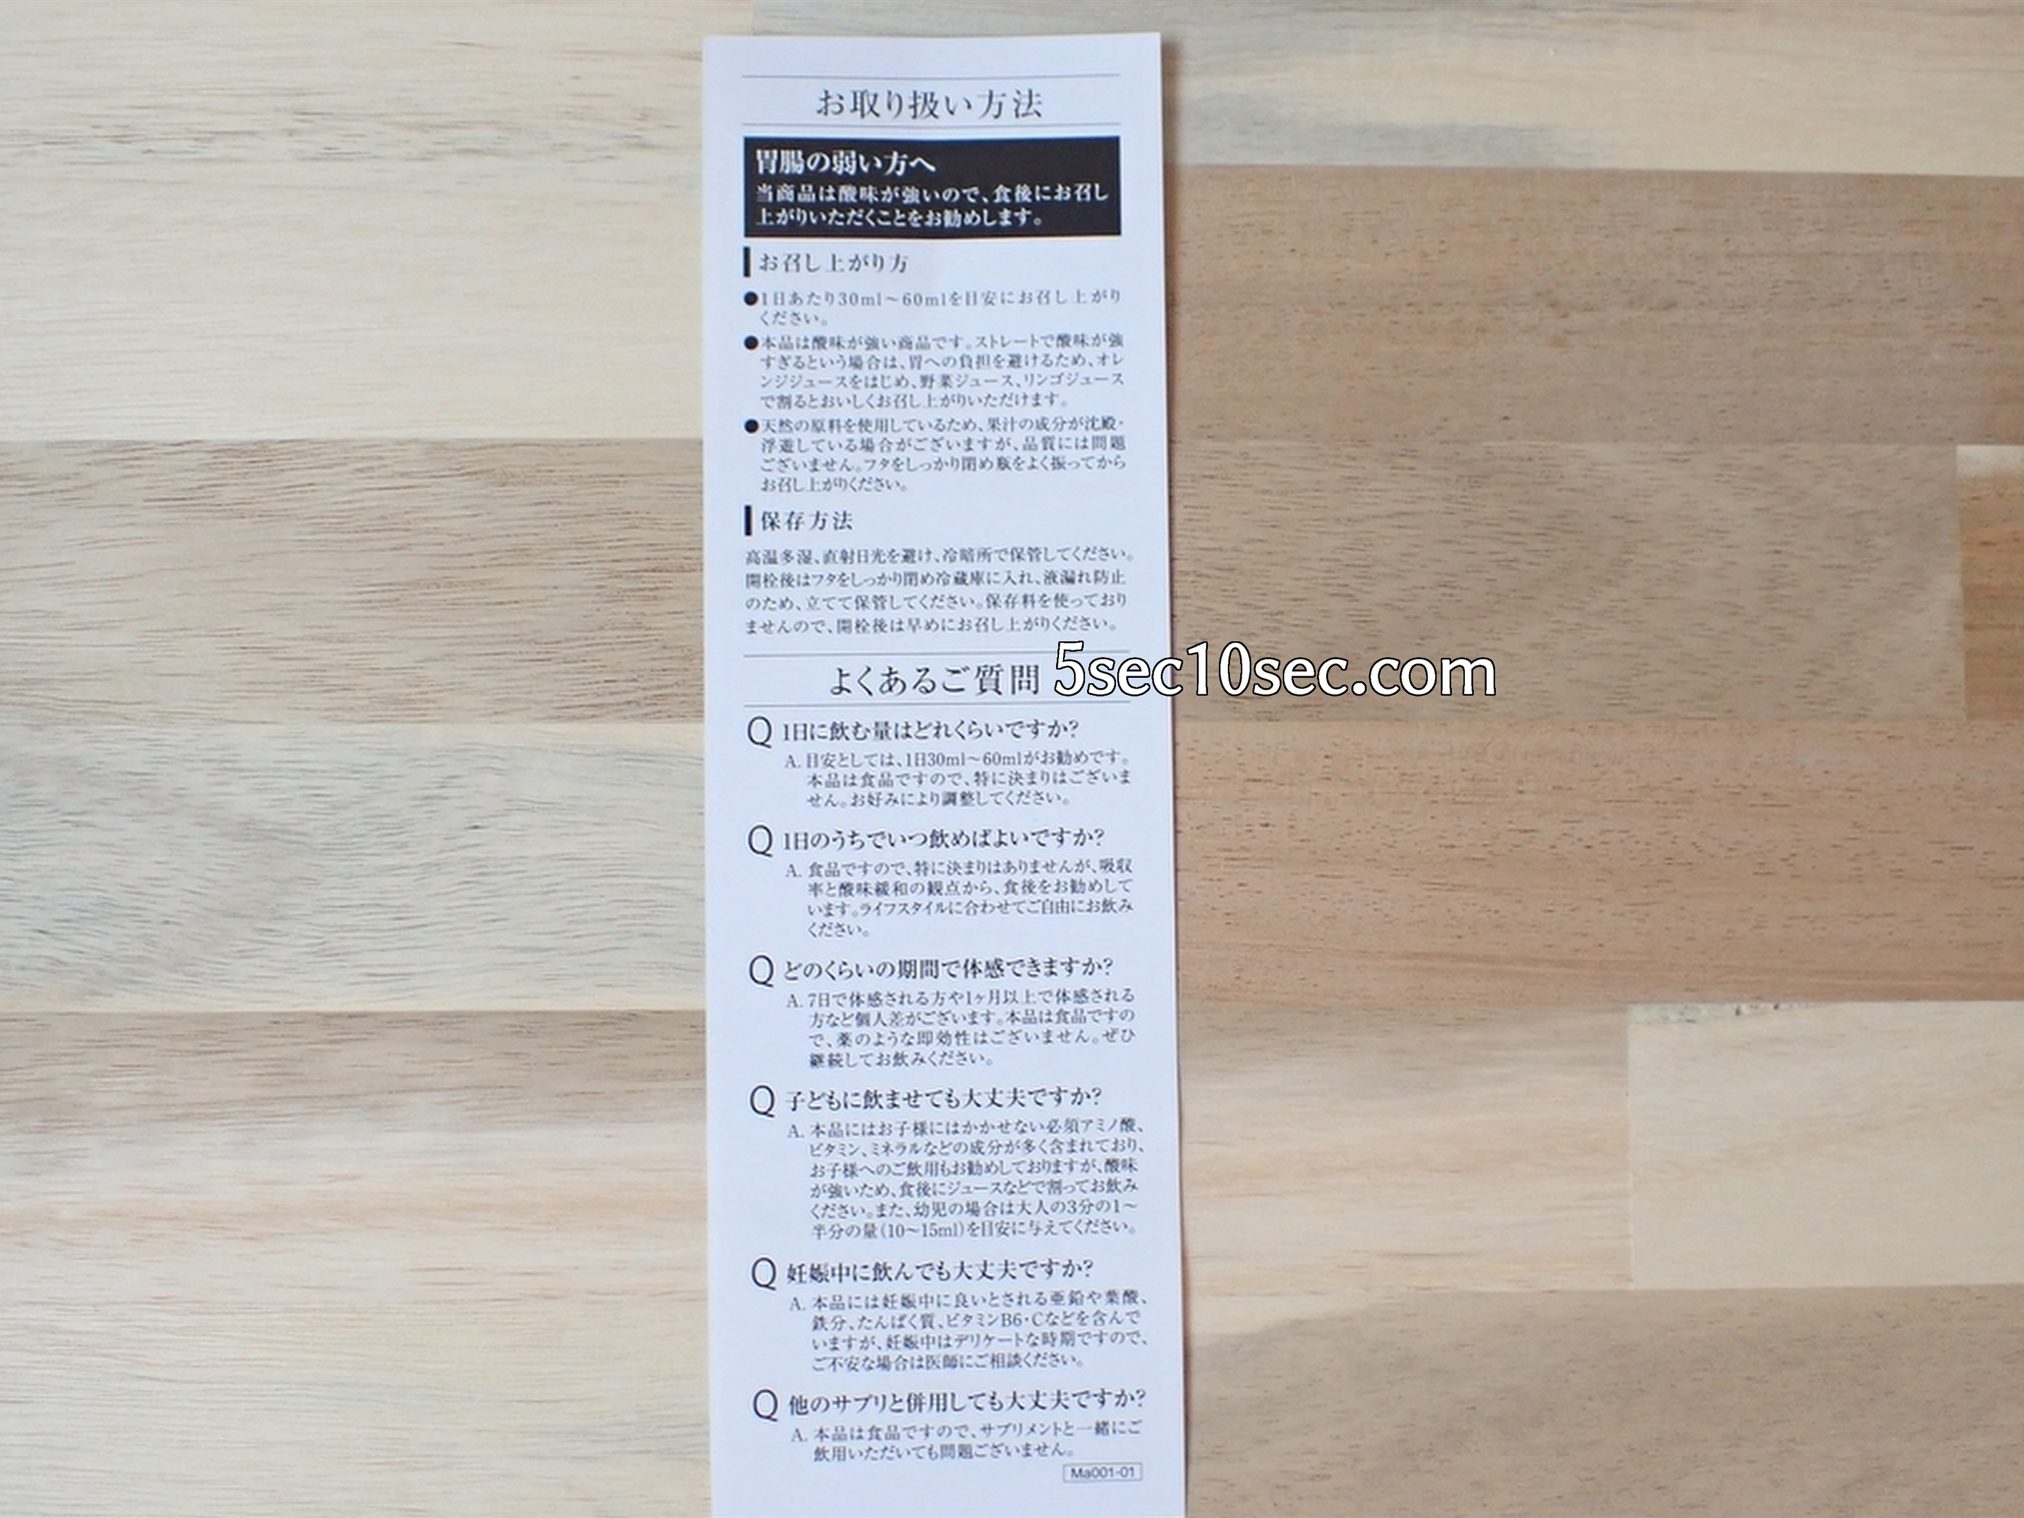 お取り扱い方法
胃腸の弱い方へ
当商品は酸味が強いので、食後にお召し
上がりいただくことをお勧めします。
お召し上がり方
●1日あたり30ml～60mlを目安にお召し上がり
ください。
●本品は酸味が強い商品です。ストレートで酸味が強
すぎるという場合は、胃への負担を避けるため、オレ
ンジジュースをはじめ、野菜ジュース、リンゴジュース
で割るとおいしくお召し上がりいただけます。
●天然の原料を使用しているため、果汁の成分が沈殿・
浮遊している場合がございますが、品質には問題
ございません。フタをしっかり閉め瓶をよく振ってから
お召し上がりください。
保存方法
高温多湿、直射日光を避け、冷暗所で保管してください。
開栓後はフタをしっかり閉め冷蔵庫に入れ、液漏れ防止
のため、立てて保管してください。保存料を使っており
ませんので、開栓後は早めにお召し上がりください。
よくあるご質問
5sec10sec.com
Q 1日に飲む量はどれくらいですか?
A. 目安としては、1日30ml～60mlがお勧めです。
本品は食品ですので、特に決まりはございま
せん。お好みにより調整してください。
Q 1日のうちでいつ飲めばよいですか?
A. 食品ですので、特に決まりはありませんが、吸収
率と酸味緩和の観点から、食後をお勧めして
います。ライフスタイルに合わせてご自由にお飲み
ください。
Q どのくらいの期間で体感できますか?
A. 7日で体感される方や1ヶ月以上で体感される
方など個人差がございます。本品は食品ですの
で、薬のような即効性はございません。ぜひ
継続してお飲みください。
Q 子どもに飲ませても大丈夫ですか?
A. 本品にはお子様にはかかせない必須アミノ酸、
ビタミン、ミネラルなどの成分が多く含まれており、
お子様へのご飲用もお勧めしておりますが、酸味
が強いため、食後にジュースなどで割ってお飲み
ください。また、幼児の場合は大人の3分の1～
半分の量(10～15ml)を目安に与えてください。
Q 妊娠中に飲んでも大丈夫ですか?
A. 本品には妊娠中に良いとされる亜鉛や葉酸、
鉄分、たんぱく質、ビタミンB6・Cなどを含んで
いますが、妊娠中はデリケートな時期ですので、
ご不安な場合は医師にご相談ください。
Q 他のサプリと併用しても大丈夫ですか?
A. 本品は食品ですので、サプリメントと一緒にご
飲用いただいても問題ございません。
Ma001-01